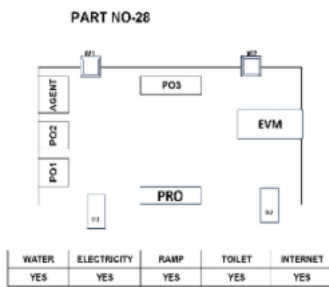 PART NO-28
W1 W2
AGENT PO3
EVM
PO2
PO1 PRO
WATER ELECTRICITY RAMP TOILET INTERNET
YES YES YES YES YES